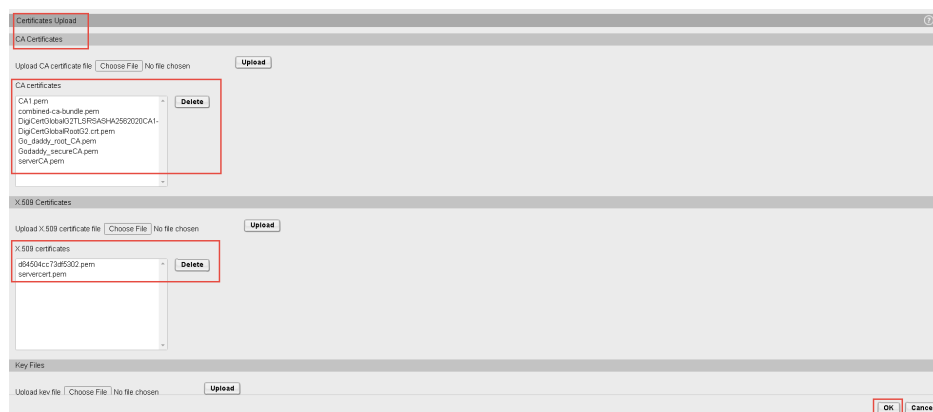 Certificates Upload
CA Certificates
Upload CA certificate file Choose File No file chosen Upload
CA certificates
CA1.pem
combined-ca-bundle.pem
DigiCertGlobalG2TLSRSASHA2562020CA1-
DigiCertGlobalRootG2.crt.pem
Go_daddy_root_CA.pem
Godaddy_secureCA.pem
serverCA.pem
Delete
X.509 Certificates
Upload X.509 certificate file Choose File No file chosen Upload
X.509 certificates
d64504cc73df5302.pem
servercert.pem
Delete
Key Files
Upload key file Choose File No file chosen Upload
OK Cance